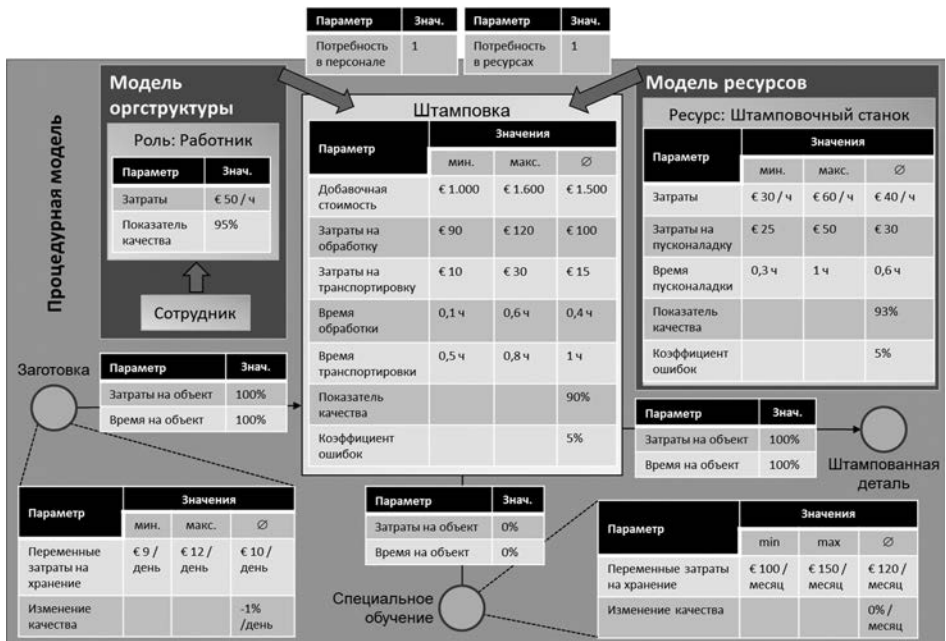 Параметр Знач.
Потребность 1
в персонале
Параметр Знач.
Потребность 1
в ресурсах
Процедурная модель
Модель
оргструктуры
Роль: Работник
Параметр Знач.
Затраты € 50 / ч
Показатель 95%
качества
Сотрудник
Штамповка
Параметр Значения
мин. макс. ∅
Добавочная € 1.000 € 1.600 € 1.500
стоимость
Затраты на € 90 € 120 € 100
обработку
Затраты на € 10 € 30 € 15
транспортировку
Время 0,1 ч 0,6 ч 0,4 ч
обработки
Время 0,5 ч 0,8 ч 1 ч
транспортировки
Показатель 90%
качества
Коэффициент 5%
ошибок
Модель ресурсов
Ресурс: Штамповочный станок
Параметр Значения
мин. макс. ∅
Затраты € 30 / ч € 60 / ч € 40 / ч
Затраты на € 25 € 50 € 30
пусконаладку
Время 0,3 ч 1 ч 0,6 ч
пусконаладки
Показатель 93%
качества
Коэффициент 5%
ошибок
Заготовка
Параметр Знач.
Затраты на объект 100%
Время на объект 100%
Параметр Знач.
Затраты на объект 100%
Время на объект 100%
Штампованная
деталь
Параметр Значения
мин. макс. ∅
Переменные € 9 / € 12 / € 10 /
затраты на день день день
хранение
Изменение -1%
качества /день
Параметр Знач.
Затраты на объект 0%
Время на объект 0%
Специальное
обучение
Параметр Значения
min max ∅
Переменные затраты € 100 / € 150 / € 120 /
на хранение месяц месяц месяц
Изменение качества 0% /
месяц